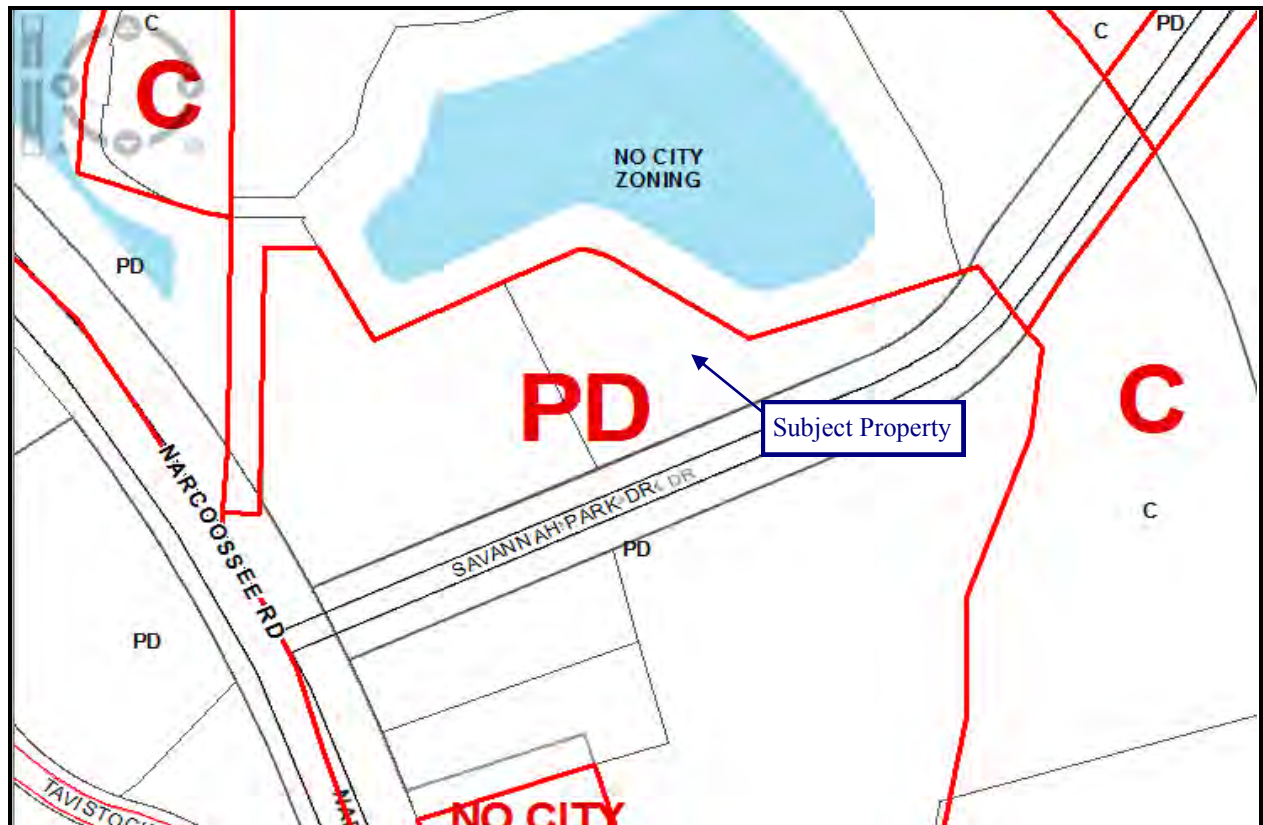 C
C
PD
C
NO CITY
ZONING
PD
PD
C
Subject Property
NARCOOSSEE RD
SAVANNAH PARK DR
DR
C
PD
PD
NO CITY